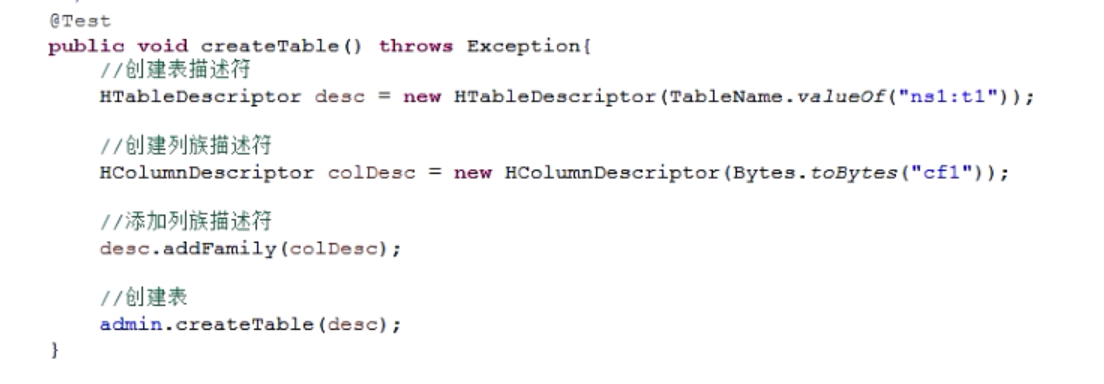 @Test
public void createTable() throws Exception{
//创建表描述符
HTableDescriptor desc = new HTableDescriptor(TableName.valueOf("ns1:t1"));
//创建列族描述符
HColumnDescriptor colDesc = new HColumnDescriptor(Bytes.toBytes("cf1"));
//添加列族描述符
desc.addFamily(colDesc);
//创建表
admin.createTable(desc);
}